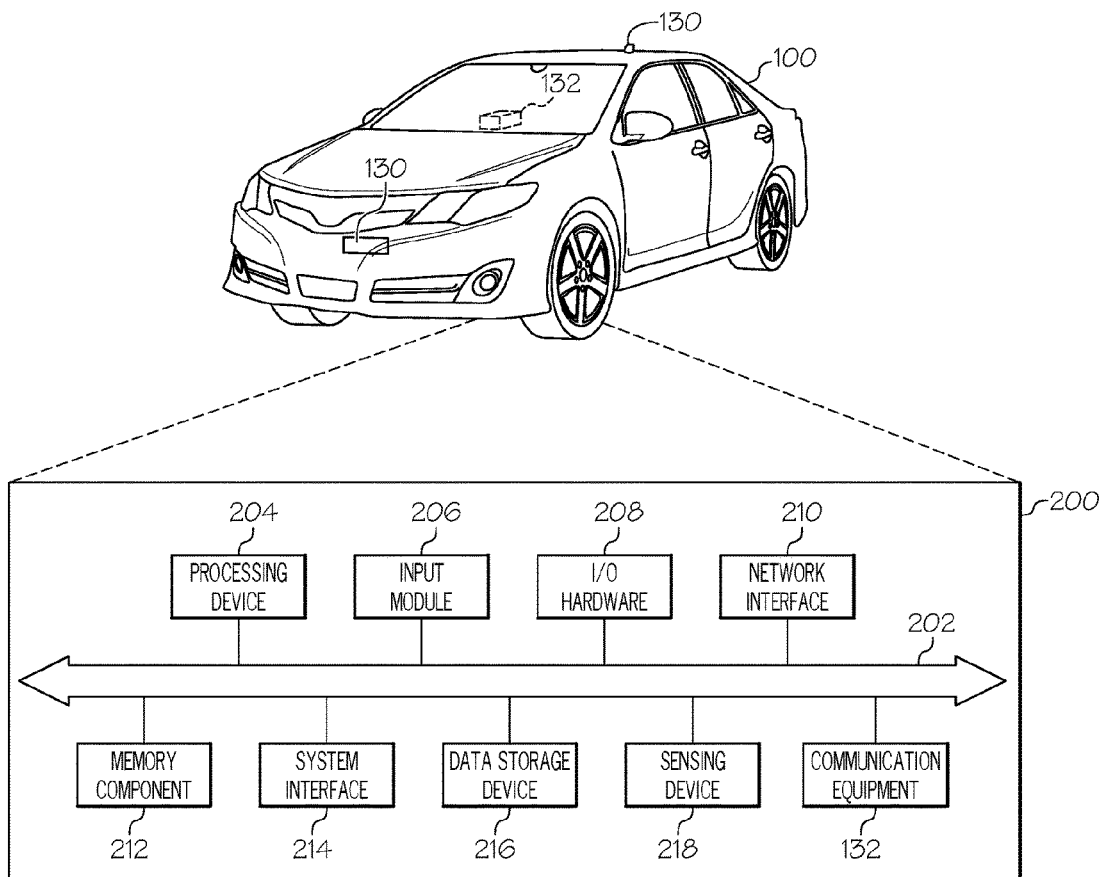 130
100
132
130
200
204 206 208 210
PROCESSING DEVICE
INPUT MODULE
I/O HARDWARE
NETWORK INTERFACE
202
MEMORY COMPONENT
SYSTEM INTERFACE
DATA STORAGE DEVICE
SENSING DEVICE
COMMUNICATION EQUIPMENT
212 214 216 218 132